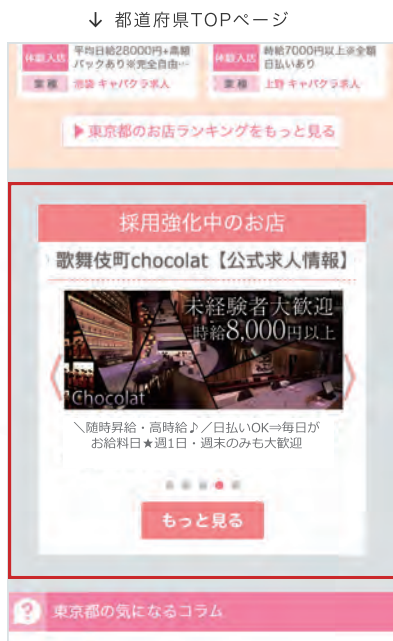 ↓ 都道府県TOPページ
体験入店 平均日給28000円+高額バックあり※完全自由…
体験入店 時給7000円以上※全額日払いあり
業種 池袋 キャバクラ求人
業種 上野 キャバクラ求人
▶東京都のお店ランキングをもっと見る
採用強化中のお店
歌舞伎町chocolat【公式求人情報】
未経験者大歓迎
時給8,000円以上
Chocolat
＼随時昇給・高時給♪／日払いOK⇒毎日が
お給料日★週1日・週末のみも大歓迎
もっと見る
? 東京都の気になるコラム